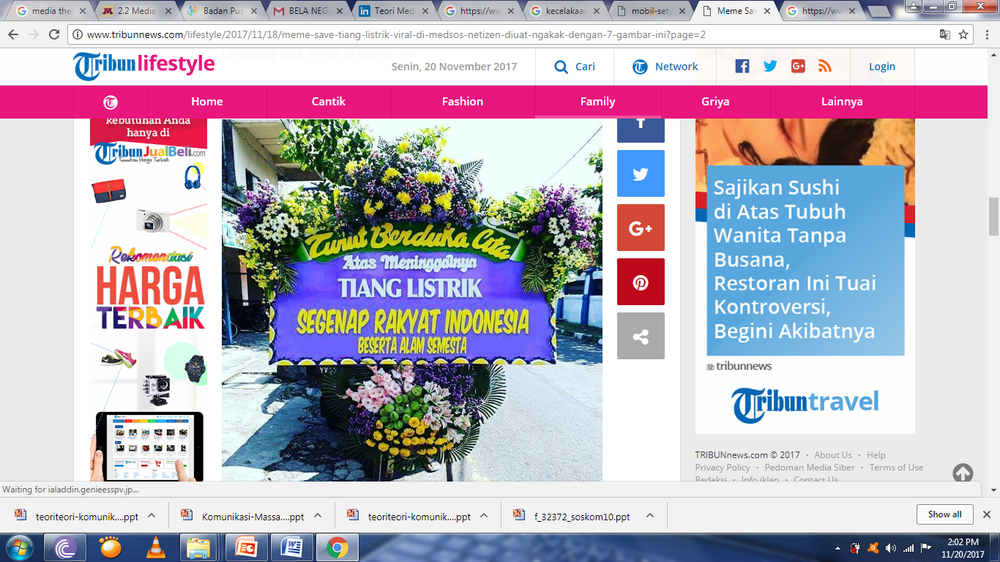 media the
2.2 Media
Badan Pus
BELA NEG
Teori Med
https://ww
kecelakaan
mobil-sety
Meme Sav
https://ww
www.tribunnews.com/lifestyle/2017/11/18/meme-save-tiang-listrik-viral-di-medsos-netizen-diuat-ngakak-dengan-7-gambar-ini?page=2
Langsung saja simak di bawah ini.
Tribunlifestyle
Senin, 20 November 2017
Cari
Network
Login
Home
Cantik
Fashion
Family
Griya
Lainnya
Kebutuhan Anda
hanya di
TribunJualBeli.com
Temukan Harga Terbaik
Rekomendasi
HARGA
TERBAIK
Turut Berduka Cita
Atas Meninggalnya
TIANG LISTRIK
SEGENAP RAKYAT INDONESIA
BESERTA ALAM SEMESTA
G+
Sajikan Sushi
di Atas Tubuh
Wanita Tanpa
Busana,
Restoran Ini Tuai
Kontroversi,
Begini Akibatnya
tribunnews
Tribuntravel
TRIBUNnews.com © 2017 · About Us · Help
Privacy Policy · Pedoman Media Siber · Terms of Use
Redaksi · Info iklan · Contact Us
Waiting for ialaddin.genieesspv.jp...
teoriteori-komunik....ppt
Komunikasi-Massa....ppt
teoriteori-komunik....ppt
f_32372_soskom10.ppt
Show all
2:02 PM
11/20/2017